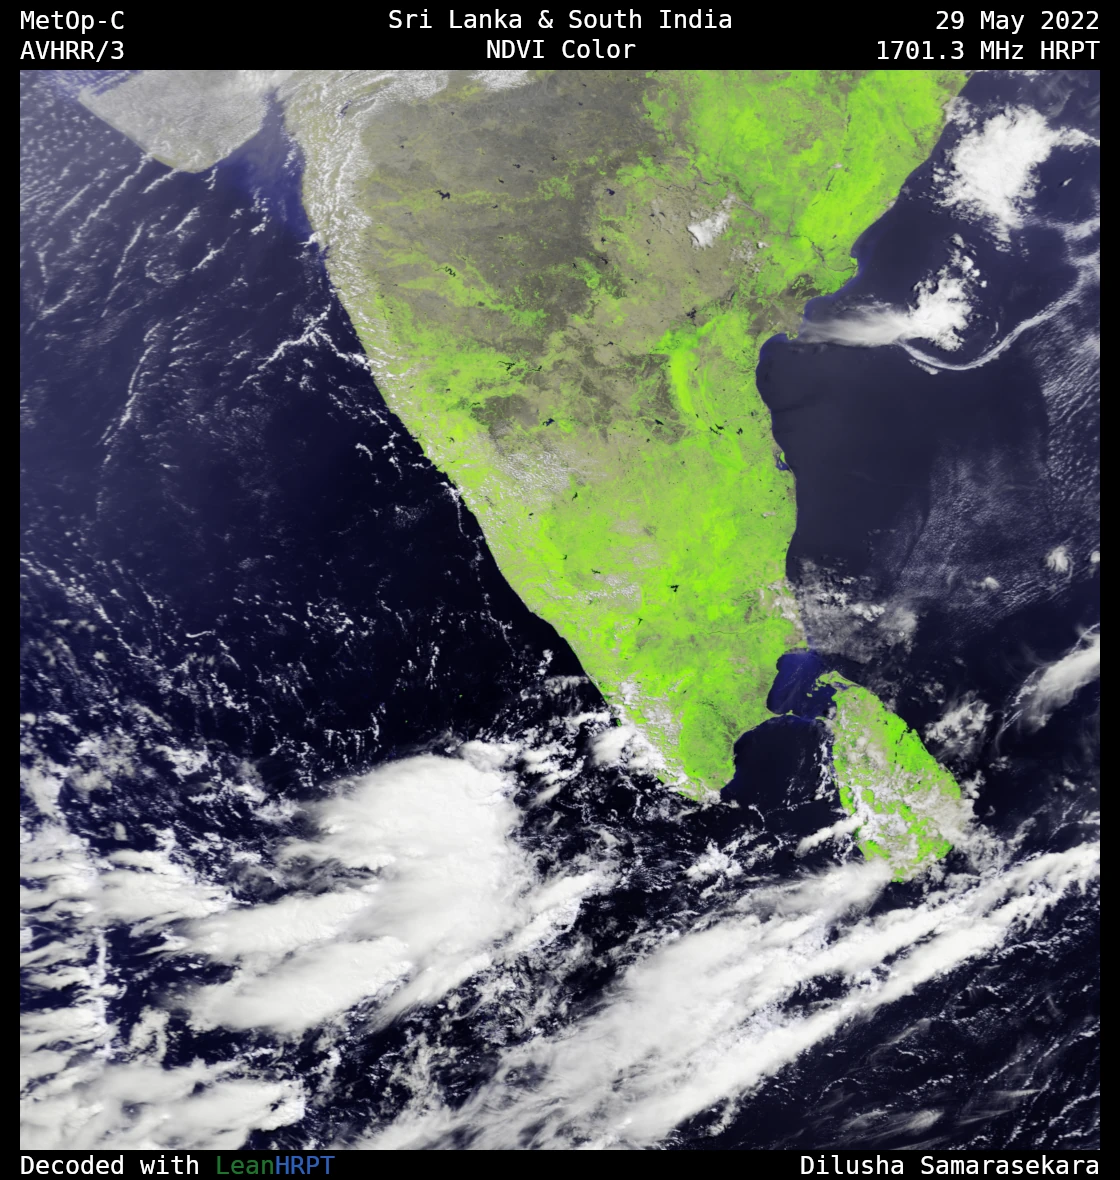 MetOp-C
AVHRR/3
Sri Lanka & South India
NDVI Color
29 May 2022
1701.3 MHz HRPT
Decoded with LeanHRPT
Dilusha Samarasekara